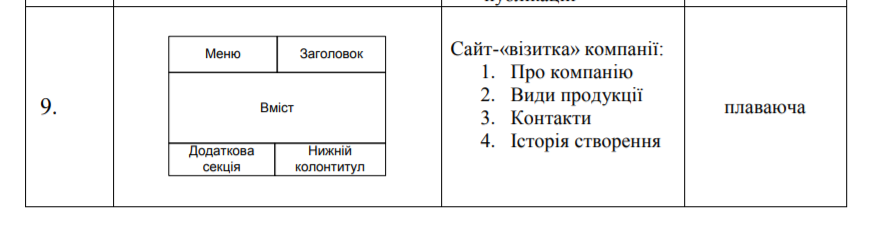 9.
Меню
Заголовок
Вміст
Додаткова
секція
Нижній
колонтитул
Сайт-«візитка» компанії:
1. Про компанію
2. Види продукції
3. Контакти
4. Історія створення
плаваюча